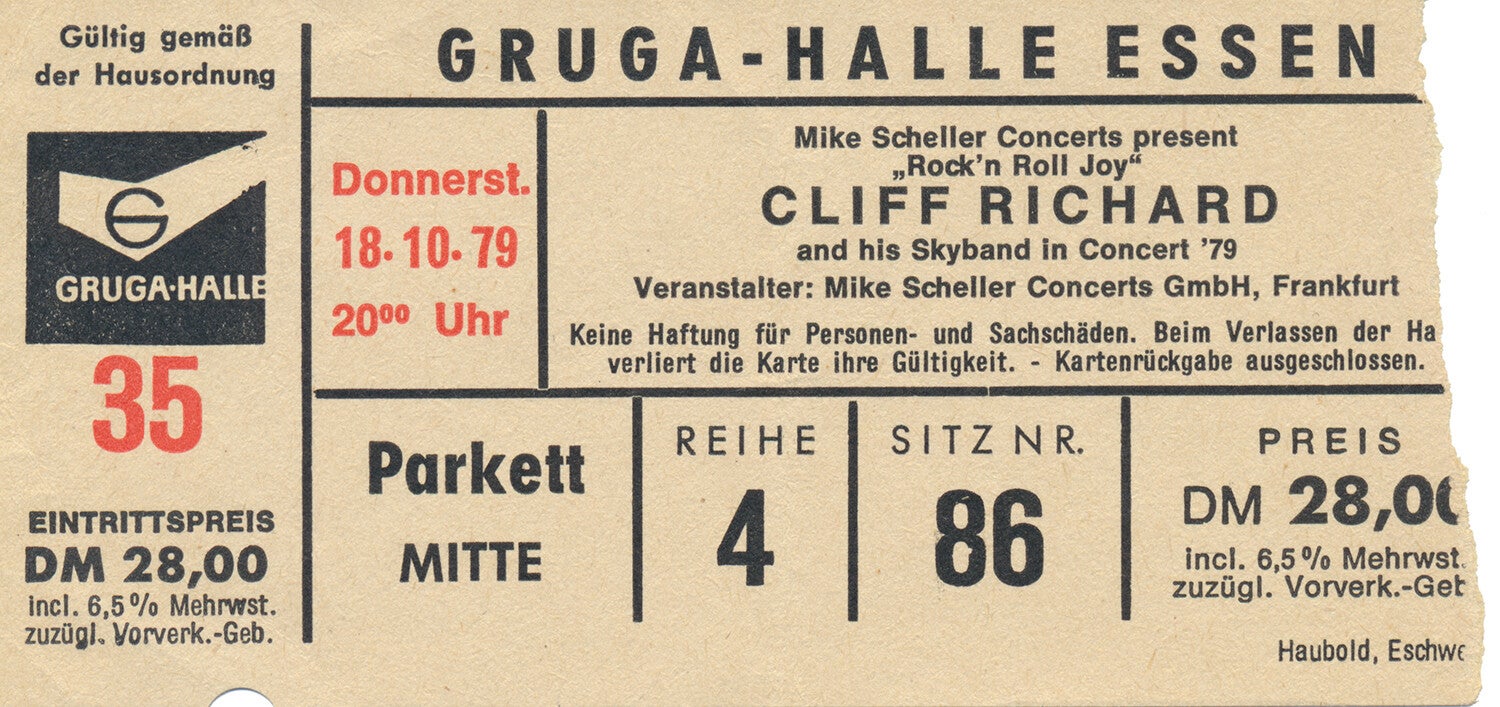 Gültig gemäß
der Hausordnung
G
GRUGA-HALLE
35
EINTRITTSPREIS
DM 28,00
incl. 6,5% Mehrwst.
zuzügl. Vorverk.-Geb.
GRUGA-HALLE ESSEN
Donnerst.
18.10.79
20⁰⁰ Uhr
Mike Scheller Concerts present
„Rock'n Roll Joy“
CLIFF RICHARD
and his Skyband in Concert '79
Veranstalter: Mike Scheller Concerts GmbH, Frankfurt
Keine Haftung für Personen- und Sachschäden. Beim Verlassen der Ha
verliert die Karte ihre Gültigkeit. - Kartenrückgabe ausgeschlossen.
Parkett
MITTE
REIHE
4
SITZ NR.
86
PREIS
DM 28,00
incl. 6,5% Mehrwst.
zuzügl. Vorverk.-Geb
Haubold, Eschwe